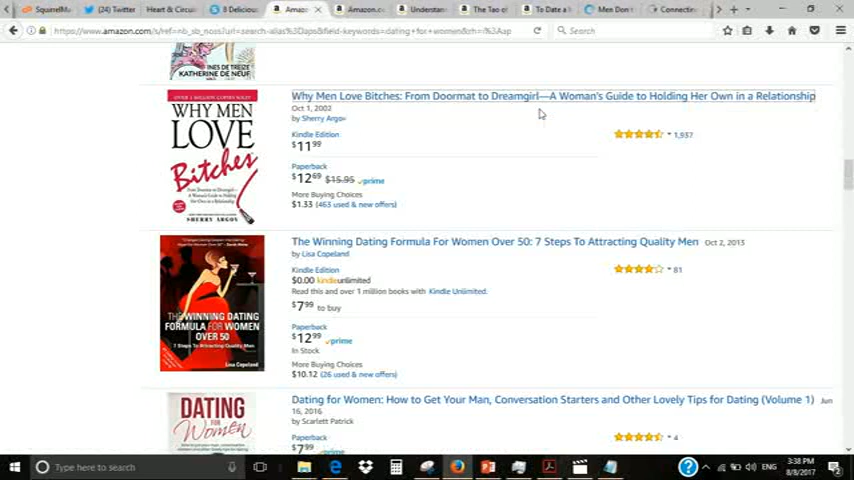 SquirrelMa
(24) Twitter
Heart & Circu
8 Delicious
Amazo
Amazon.c
Understan
The Tao of
To Date a
Men Don't
Connectin
https://www.amazon.com/s/ref=nb_sb_noss?url=search-alias%3Daps&field-keywords=dating+for+women&rh=i%3Aap
Search
INES DE TREIZE
KATHERINE DE NEUF
WHY MEN
LOVE
Bitches
SHERRY ARGOV
Why Men Love Bitches: From Doormat to Dreamgirl—A Woman's Guide to Holding Her Own in a Relationship
Oct 1, 2002
by Sherry Argov
Kindle Edition
$11 99
1,937
Paperback
$12 69 $15.95 prime
More Buying Choices
$1.33 (463 used & new offers)
THE WINNING DATING
FORMULA FOR WOMEN
OVER 50
7 Steps To Attracting Quality Men
Lisa Copeland
The Winning Dating Formula For Women Over 50: 7 Steps To Attracting Quality Men Oct 2, 2013
by Lisa Copeland
Kindle Edition
$0.00 kindleunlimited
81
Read this and over 1 million books with Kindle Unlimited.
$7 99 to buy
Paperback
$12 99 prime
In Stock
More Buying Choices
$10.12 (26 used & new offers)
DATING
FOR Women
Dating for Women: How to Get Your Man, Conversation Starters and Other Lovely Tips for Dating (Volume 1) Jun
16, 2016
by Scarlett Patrick
Paperback
$7 99 prime
4
Type here to search
ENG
3:38 PM
8/8/2017